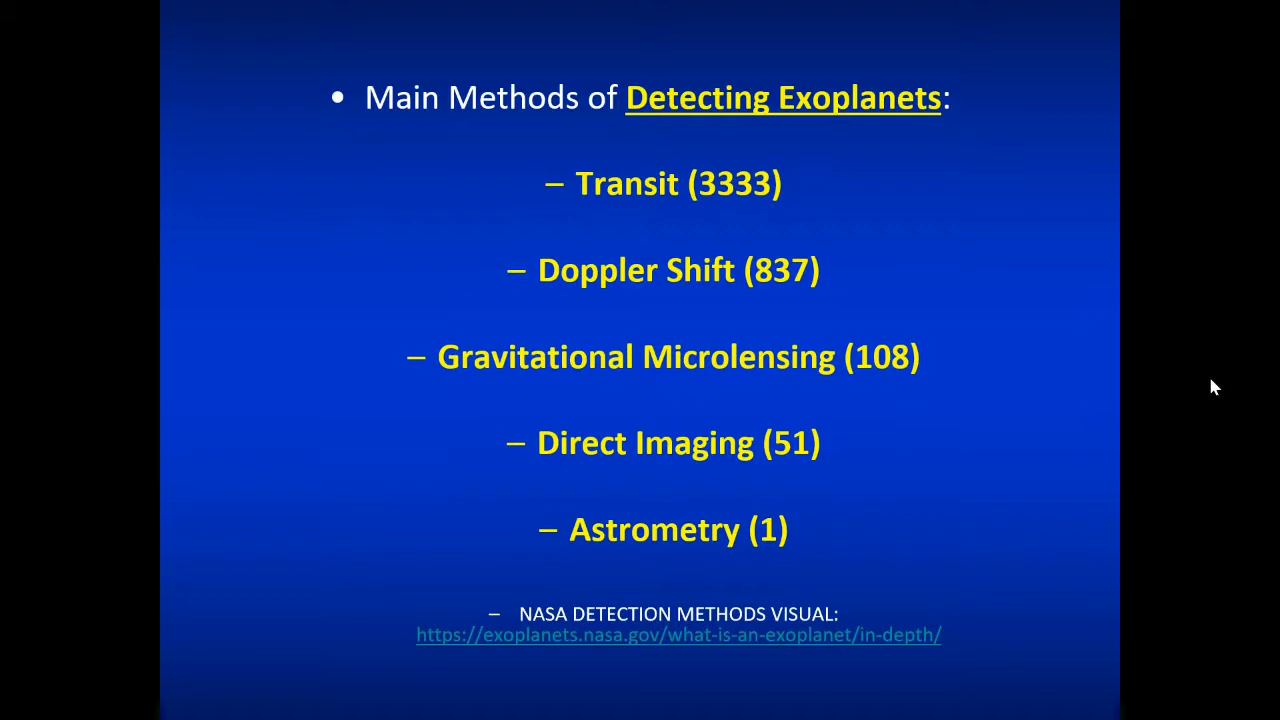 • Main Methods of Detecting Exoplanets:
– Transit (3333)
– Doppler Shift (837)
– Gravitational Microlensing (108)
– Direct Imaging (51)
– Astrometry (1)
– NASA DETECTION METHODS VISUAL:
https://exoplanets.nasa.gov/what-is-an-exoplanet/in-depth/